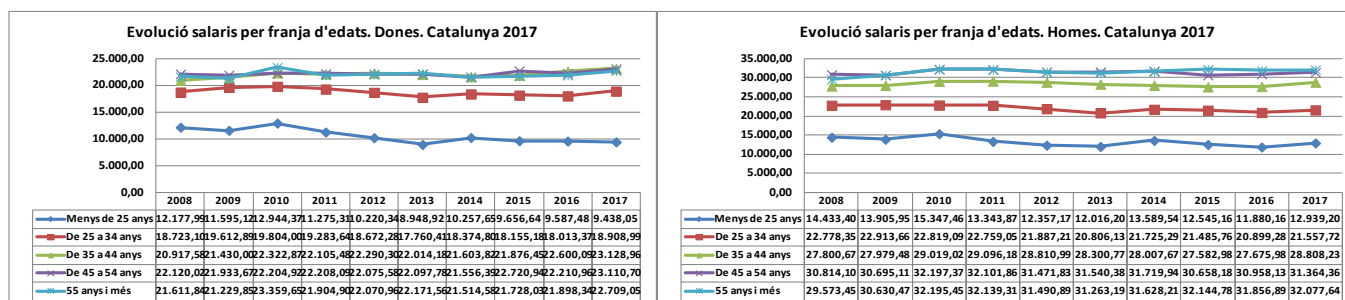 Evolució salaris per franja d'edats. Dones. Catalunya 2017
25.000,00
20.000,00
15.000,00
10.000,00
5.000,00
0,00
2008 2009 2010 2011 2012 2013 2014 2015 2016 2017
Menys de 25 anys 12.177,99 11.595,12 12.944,37 11.275,31 10.220,34 8.948,92 10.257,65 9.656,64 9.587,48 9.438,05
De 25 a 34 anys 18.723,10 19.612,89 19.804,00 19.283,64 18.672,28 17.760,41 18.374,80 18.155,18 18.013,37 18.908,99
De 35 a 44 anys 20.917,58 21.430,00 22.322,87 22.105,48 22.290,30 22.014,18 21.603,82 21.876,45 22.600,09 23.128,96
De 45 a 54 anys 22.120,02 21.933,67 22.204,92 22.208,09 22.075,58 22.097,78 21.556,39 22.720,94 22.210,96 23.110,70
55 anys i més 21.611,84 21.229,85 23.359,65 21.904,90 22.070,96 22.171,56 21.514,58 21.728,03 21.898,34 22.709,05
Evolució salaris per franja d'edats. Homes. Catalunya 2017
35.000,00
30.000,00
25.000,00
20.000,00
15.000,00
10.000,00
5.000,00
0,00
2008 2009 2010 2011 2012 2013 2014 2015 2016 2017
Menys de 25 anys 14.433,40 13.905,95 15.347,46 13.343,87 12.357,17 12.016,20 13.589,54 12.545,16 11.880,16 12.939,20
De 25 a 34 anys 22.778,35 22.913,66 22.819,09 22.759,05 21.887,21 20.806,13 21.725,29 21.485,76 20.899,28 21.557,72
De 35 a 44 anys 27.800,67 27.979,48 29.019,02 29.096,18 28.810,99 28.300,77 28.007,67 27.582,98 27.675,98 28.808,23
De 45 a 54 anys 30.814,10 30.695,11 32.197,37 32.101,86 31.471,83 31.540,38 31.719,94 30.658,18 30.958,13 31.364,36
55 anys i més 29.573,45 30.630,47 32.195,45 32.139,31 31.490,89 31.263,19 31.628,21 32.144,78 31.856,89 32.077,64